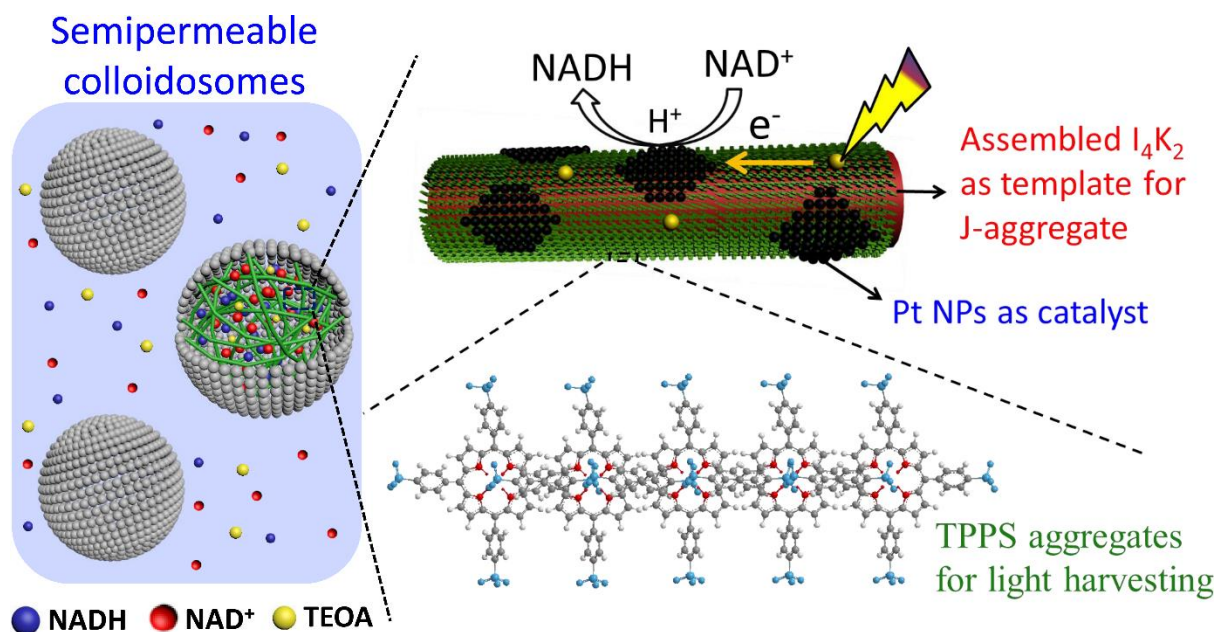 Semipermeable
colloidosomes
NADH
NAD⁺
H⁺
e⁻
Assembled I₄K₂
as template for
J-aggregate
Pt NPs as catalyst
TPPS aggregates
for light harvesting
NADH NAD⁺ TEOA